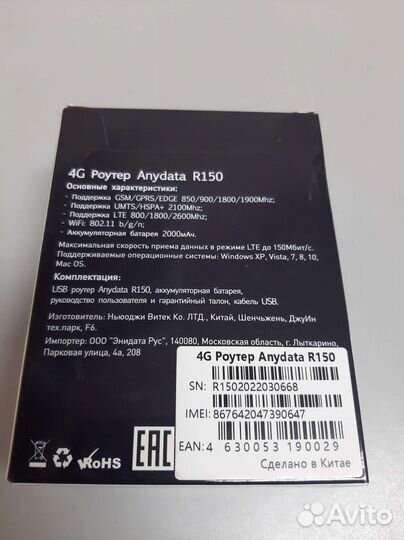 4G Роутер Anydata R150
Основные характеристики:
- Поддержка GSM/GPRS/EDGE 850/900/1800/1900Mhz;
- Поддержка UMTS/HSPA+ 2100Mhz;
- Поддержка LTE 800/1800/2600Mhz;
- WiFi 802.11 b/g/n;
- Аккумуляторная батарея 2000мАч.
Максимальная скорость приема данных в режиме LTE до 150Мбит/с.
Поддерживаемые операционные системы: Windows XP, Vista, 7, 8, 10,
Mac OS.
Комплектация:
USB роутер Anydata R150, аккумуляторная батарея,
руководство пользователя и гарантийный талон, кабель USB.
Изготовитель: Ньюоджи Витек Ко. ЛТД., Китай, Шенчьжень, ДжуИн
тех.парк, F6.
Импортер: ООО "Энидата Рус", 140080, Московская область, г. Лыткарино,
Парковая улица, 4а, 208
4G Роутер Anydata R150
SN: R1502022030668
IMEI: 867642047390647
EAN: 4 630053 190029
Сделано в Китае
RoHS
EAC
Avito